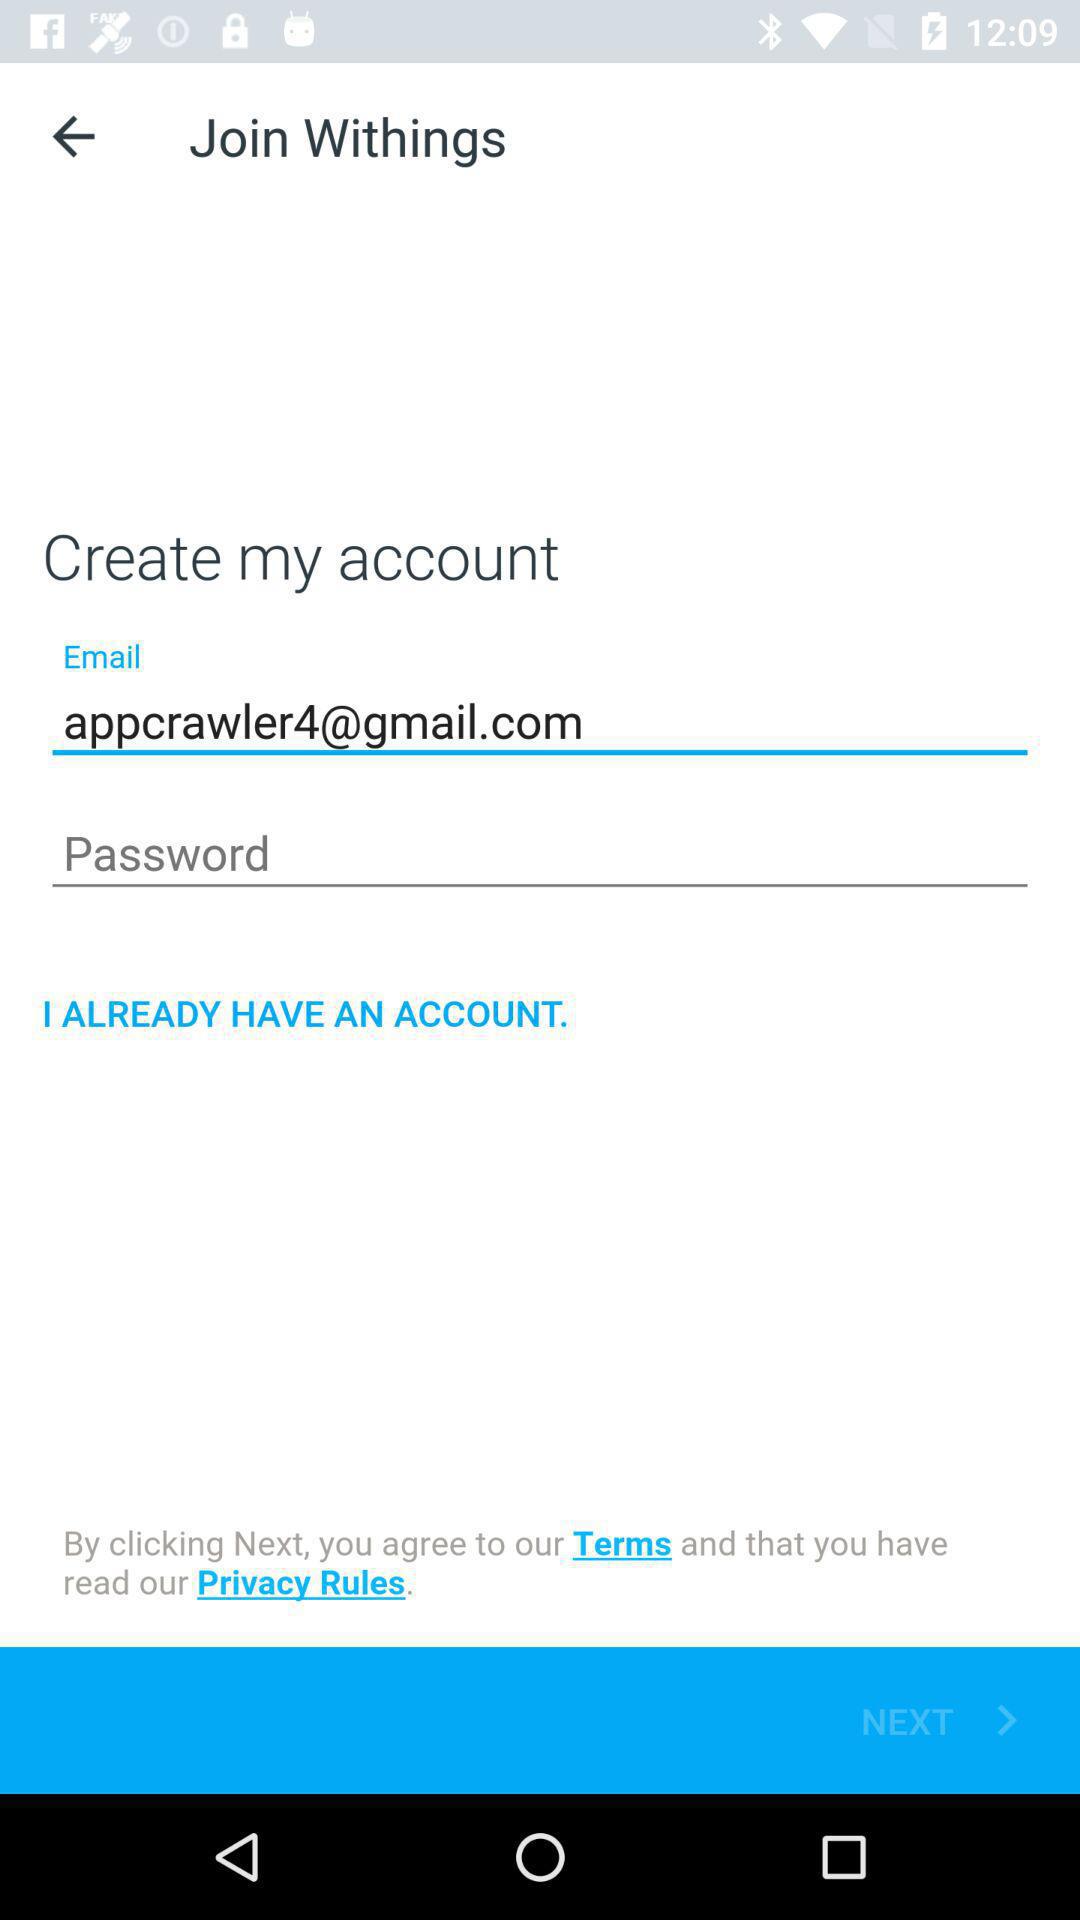 FAKE
12:09
Join Withings
Create my account
Email
appcrawler4@gmail.com
Password
I ALREADY HAVE AN ACCOUNT.
By clicking Next, you agree to our Terms and that you have
read our Privacy Rules.
NEXT